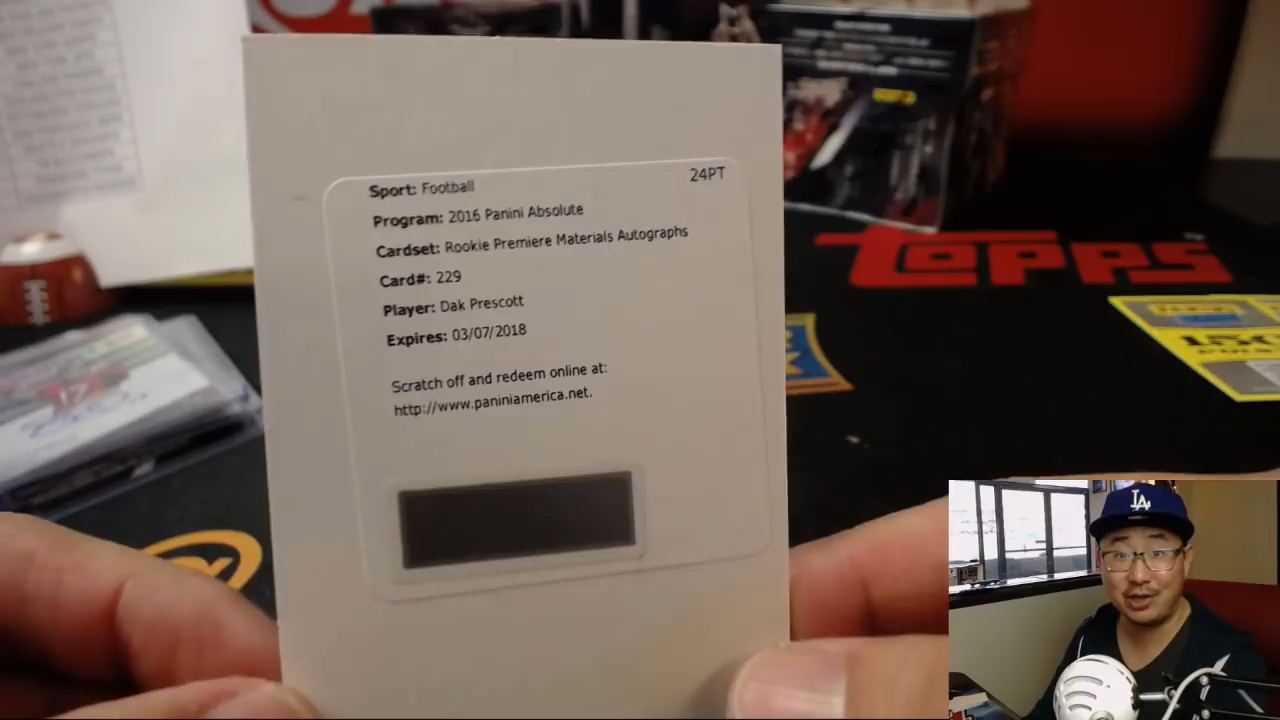 Sport: Football
24PT
Program: 2016 Panini Absolute
Cardset: Rookie Premiere Materials Autographs
Card#: 229
Player: Dak Prescott
Expires: 03/07/2018
Scratch off and redeem online at:
http://www.paniniamerica.net.
TOPPS
150
LA